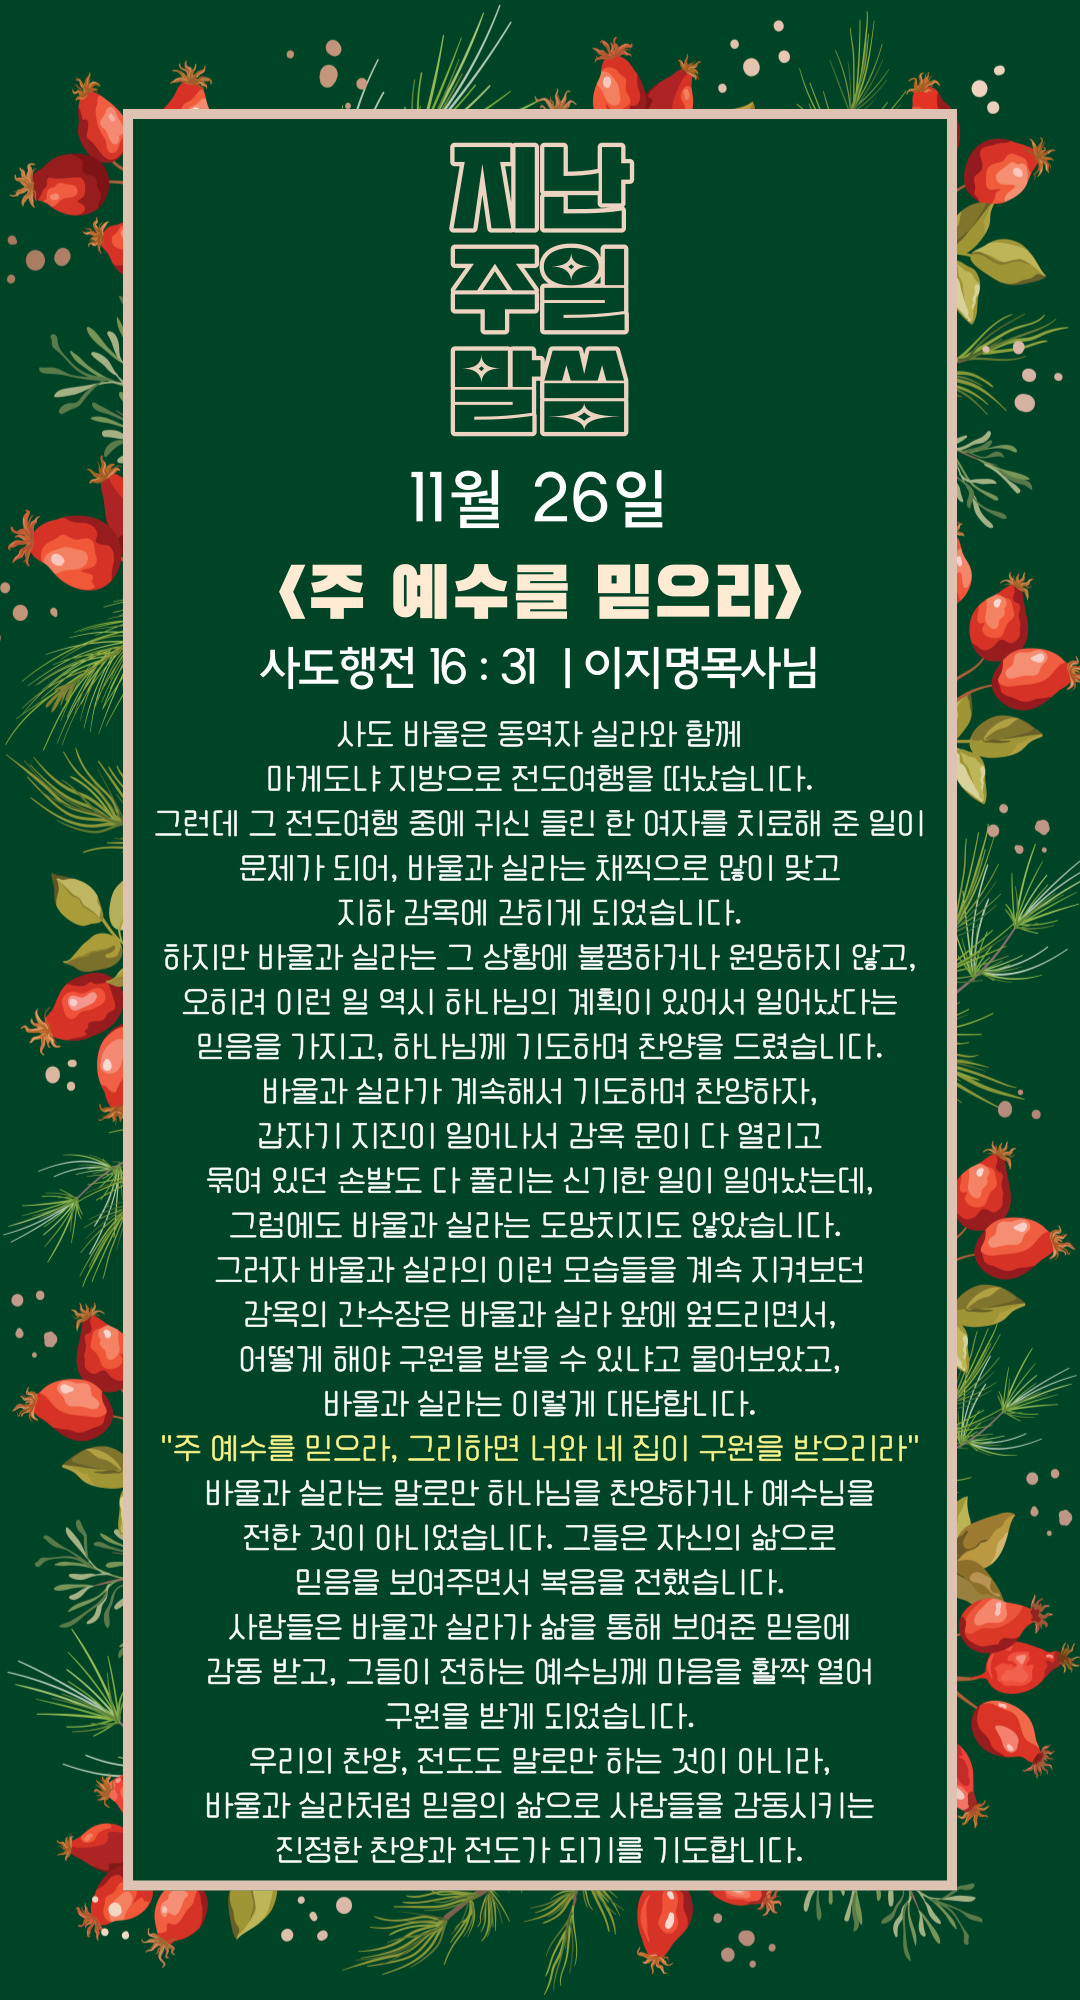 지난
주일
말씀
11월 26일
《주 예수를 믿으라》
사도행전 16 : 31 | 이지명목사님
사도 바울은 동역자 실라와 함께
마게도냐 지방으로 전도여행을 떠났습니다.
그런데 그 전도여행 중에 귀신 들린 한 여자를 치료해 준 일이
문제가 되어, 바울과 실라는 채찍으로 많이 맞고
지하 감옥에 갇히게 되었습니다.
하지만 바울과 실라는 그 상황에 불평하거나 원망하지 않고,
오히려 이런 일 역시 하나님의 계획이 있어서 일어났다는
믿음을 가지고, 하나님께 기도하며 찬양을 드렸습니다.
바울과 실라가 계속해서 기도하며 찬양하자,
갑자기 지진이 일어나서 감옥 문이 다 열리고
묶여 있던 손발도 다 풀리는 신기한 일이 일어났는데,
그럼에도 바울과 실라는 도망치지도 않았습니다.
그러자 바울과 실라의 이런 모습들을 계속 지켜보던
감옥의 간수장은 바울과 실라 앞에 엎드리면서,
어떻게 해야 구원을 받을 수 있냐고 물어보았고,
바울과 실라는 이렇게 대답합니다.
"주 예수를 믿으라, 그리하면 너와 네 집이 구원을 받으리라"
바울과 실라는 말로만 하나님을 찬양하거나 예수님을
전한 것이 아니었습니다. 그들은 자신의 삶으로
믿음을 보여주면서 복음을 전했습니다.
사람들은 바울과 실라가 삶을 통해 보여준 믿음에
감동 받고, 그들이 전하는 예수님께 마음을 활짝 열어
구원을 받게 되었습니다.
우리의 찬양, 전도도 말로만 하는 것이 아니라,
바울과 실라처럼 믿음의 삶으로 사람들을 감동시키는
진정한 찬양과 전도가 되기를 기도합니다.